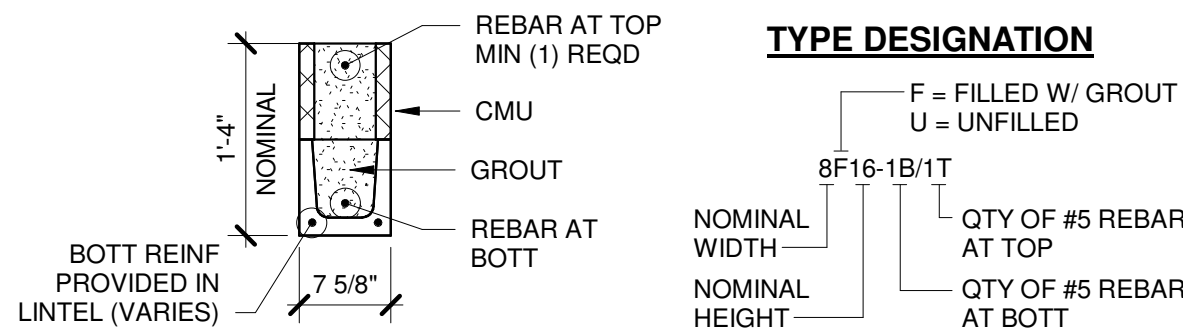 REBAR AT TOP
MIN (1) REQD
CMU
GROUT
REBAR AT
BOTT
1'-4"
NOMINAL
7 5/8"
BOTT REINF
PROVIDED IN
LINTEL (VARIES)
TYPE DESIGNATION
F = FILLED W/ GROUT
U = UNFILLED
8F16-1B/1T
NOMINAL
WIDTH
QTY OF #5 REBAR
AT TOP
NOMINAL
HEIGHT
QTY OF #5 REBAR
AT BOTT